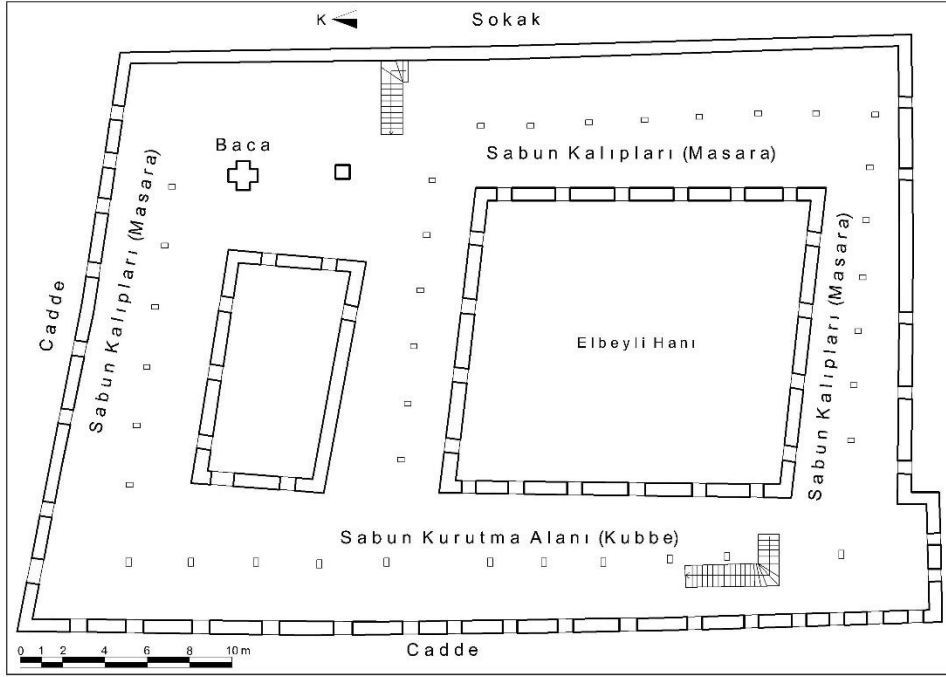 K
Sokak
Baca
Sabun Kalıpları (Masara)
Sabun Kalıpları (Masara)
Cadde
Elbeyli Hanı
Sabun Kalıpları (Masara)
Sabun Kurutma Alanı (Kubbe)
Cadde
0 1 2 4 6 8 10 m